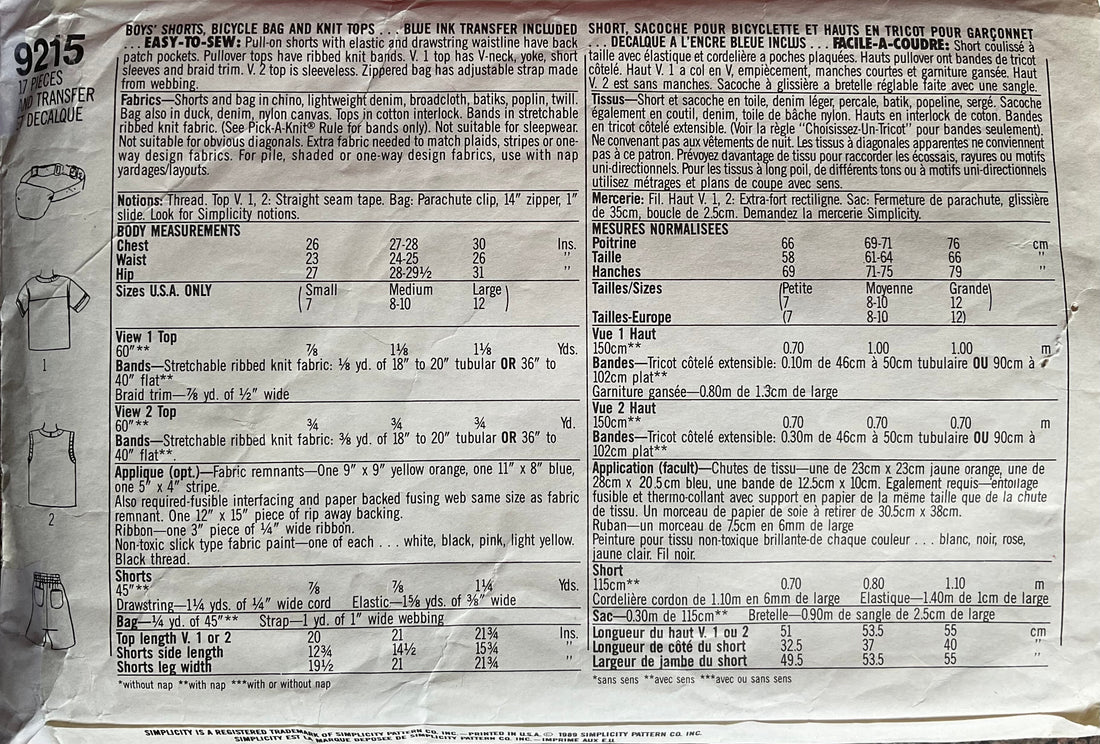 9215
17 PIECES
AND TRANSFER
ET DECALQUE
1
2
BOYS' SHORTS, BICYCLE BAG AND KNIT TOPS . . . BLUE INK TRANSFER INCLUDED
. . . EASY-TO-SEW: Pull-on shorts with elastic and drawstring waistline have back
patch pockets. Pullover tops have ribbed knit bands. V. 1 top has V-neck, yoke, short
sleeves and braid trim. V. 2 top is sleeveless. Zippered bag has adjustable strap made
from webbing.
Fabrics—Shorts and bag in chino, lightweight denim, broadcloth, batiks, poplin, twill.
Bag also in duck, denim, nylon canvas. Tops in cotton interlock. Bands in stretchable
ribbed knit fabric. (See Pick-A-Knit® Rule for bands only). Not suitable for sleepwear.
Not suitable for obvious diagonals. Extra fabric needed to match plaids, stripes or one-
way design fabrics. For pile, shaded or one-way design fabrics, use with nap
yardages/layouts.
Notions: Thread. Top V. 1, 2: Straight seam tape. Bag: Parachute clip, 14" zipper, 1"
slide. Look for Simplicity notions.
BODY MEASUREMENTS
Chest 26 27-28 30 Ins.
Waist 23 24-25 26 "
Hip 27 28-29½ 31 "
Sizes U.S.A. ONLY (Small Medium Large)
7 8-10 12
View 1 Top
60"** ⅞ 1⅛ 1⅛ Yds.
Bands—Stretchable ribbed knit fabric: ⅛ yd. of 18" to 20" tubular OR 36" to
40" flat**
Braid trim—⅞ yd. of ½" wide
View 2 Top
60"** ¾ ¾ ¾ Yd.
Bands—Stretchable ribbed knit fabric: ⅜ yd. of 18" to 20" tubular OR 36" to
40" flat**.
Applique (opt.)—Fabric remnants—One 9" x 9" yellow orange, one 11" x 8" blue,
one 5" x 4" stripe.
Also required-fusible interfacing and paper backed fusing web same size as fabric
remnant. One 12" x 15" piece of rip away backing.
Ribbon—one 3" piece of ¼" wide ribbon.
Non-toxic slick type fabric paint—one of each . . . white, black, pink, light yellow.
Black thread.
Shorts
45"** ⅞ ⅞ 1¼ Yds.
Drawstring—1¼ yds. of ¼" wide cord Elastic—1⅝ yds. of ⅜" wide
Bag—¼ yd. of 45"** Strap—1 yd. of 1" wide webbing
Top length V. 1 or 2 20 21 21¾ Ins.
Shorts side length 12¾ 14½ 15¾ "
Shorts leg width 19½ 21 21¾ "
*without nap **with nap ***with or without nap
SHORT, SACOCHE POUR BICYCLETTE ET HAUTS EN TRICOT POUR GARÇONNET
. . . DECALQUE A L'ENCRE BLEUE INCLUS . . . FACILE-A-COUDRE: Short coulissé à
taille avec élastique et cordelière a poches plaquées. Hauts pullover ont bandes de tricot
côtelé. Haut V. 1 a col en V, empiècement, manches courtes et garniture gansée. Haut
V. 2 est sans manches. Sacoche à glissière a bretelle réglable faite avec une sangle.
Tissus—Short et sacoche en toile, denim léger, percale, batik, popeline, sergé. Sacoche
également en coutil, denim, toile de bâche nylon. Hauts en interlock de coton. Bandes
en tricot côtelé extensible. (Voir la règle "Choisissez-Un-Tricot" pour bandes seulement).
Ne convenant pas aux vêtements de nuit. Les tissus à diagonales apparentes ne conviennent
pas à ce patron. Prévoyez davantage de tissu pour raccorder les écossais, rayures ou motifs
uni-directionnels. Pour les tissus à long poil, de différents tons ou à motifs uni-directionnels
utilisez métrages et plans de coupe avec sens.
Mercerie: Fil. Haut V. 1, 2: Extra-fort rectiligne. Sac: Fermeture de parachute, glissière
de 35cm, boucle de 2.5cm. Demandez la mercerie Simplicity.
MESURES NORMALISEES
Poitrine 66 69-71 76 cm
Taille 58 61-64 66 "
Hanches 69 71-75 79 "
Tailles/Sizes (Petite Moyenne Grande)
(7 8-10 12
Tailles-Europe (7 8-10 12)
Vue 1 Haut
150cm** 0.70 1.00 1.00 m
Bandes—Tricot côtelé extensible: 0.10m de 46cm à 50cm tubulaire OU 90cm à
102cm plat**
Garniture gansée—0.80m de 1.3cm de large
Vue 2 Haut
150cm** 0.70 0.70 0.70 m
Bandes—Tricot côtelé extensible: 0.30m de 46cm à 50cm tubulaire OU 90cm à
102cm plat**
Application (facult)—Chutes de tissu—une de 23cm x 23cm jaune orange, une de
28cm x 20.5cm bleu, une bande de 12.5cm x 10cm. Egalement requis—entoilage
fusible et thermo-collant avec support en papier de la même taille que de la chute
de tissu. Un morceau de papier de soie à retirer de 30.5cm x 38cm.
Ruban—un morceau de 7.5cm en 6mm de large
Peinture pour tissu non-toxique brillante-de chaque couleur . . . blanc, noir, rose,
jaune clair. Fil noir.
Short
115cm** 0.70 0.80 1.10 m
Cordelière cordon de 1.10m en 6mm de large Elastique—1.40m de 1cm de large
Sac—0.30m de 115cm** Bretelle—0.90m de sangle de 2.5cm de large
Longueur du haut V. 1 ou 2 51 53.5 55 cm
Longueur de côté du short 32.5 37 40 "
Largeur de jambe du short 49.5 53.5 55 "
*sans sens **avec sens ***avec ou sans sens
SIMPLICITY IS A REGISTERED TRADEMARK OF SIMPLICITY PATTERN CO. INC.—PRINTED IN U.S.A. © 1989 SIMPLICITY PATTERN CO. INC.
SIMPLICITY EST LA MARQUE DEPOSEE DE SIMPLICITY PATTERN CO. INC.—IMPRIME AUX E.U.